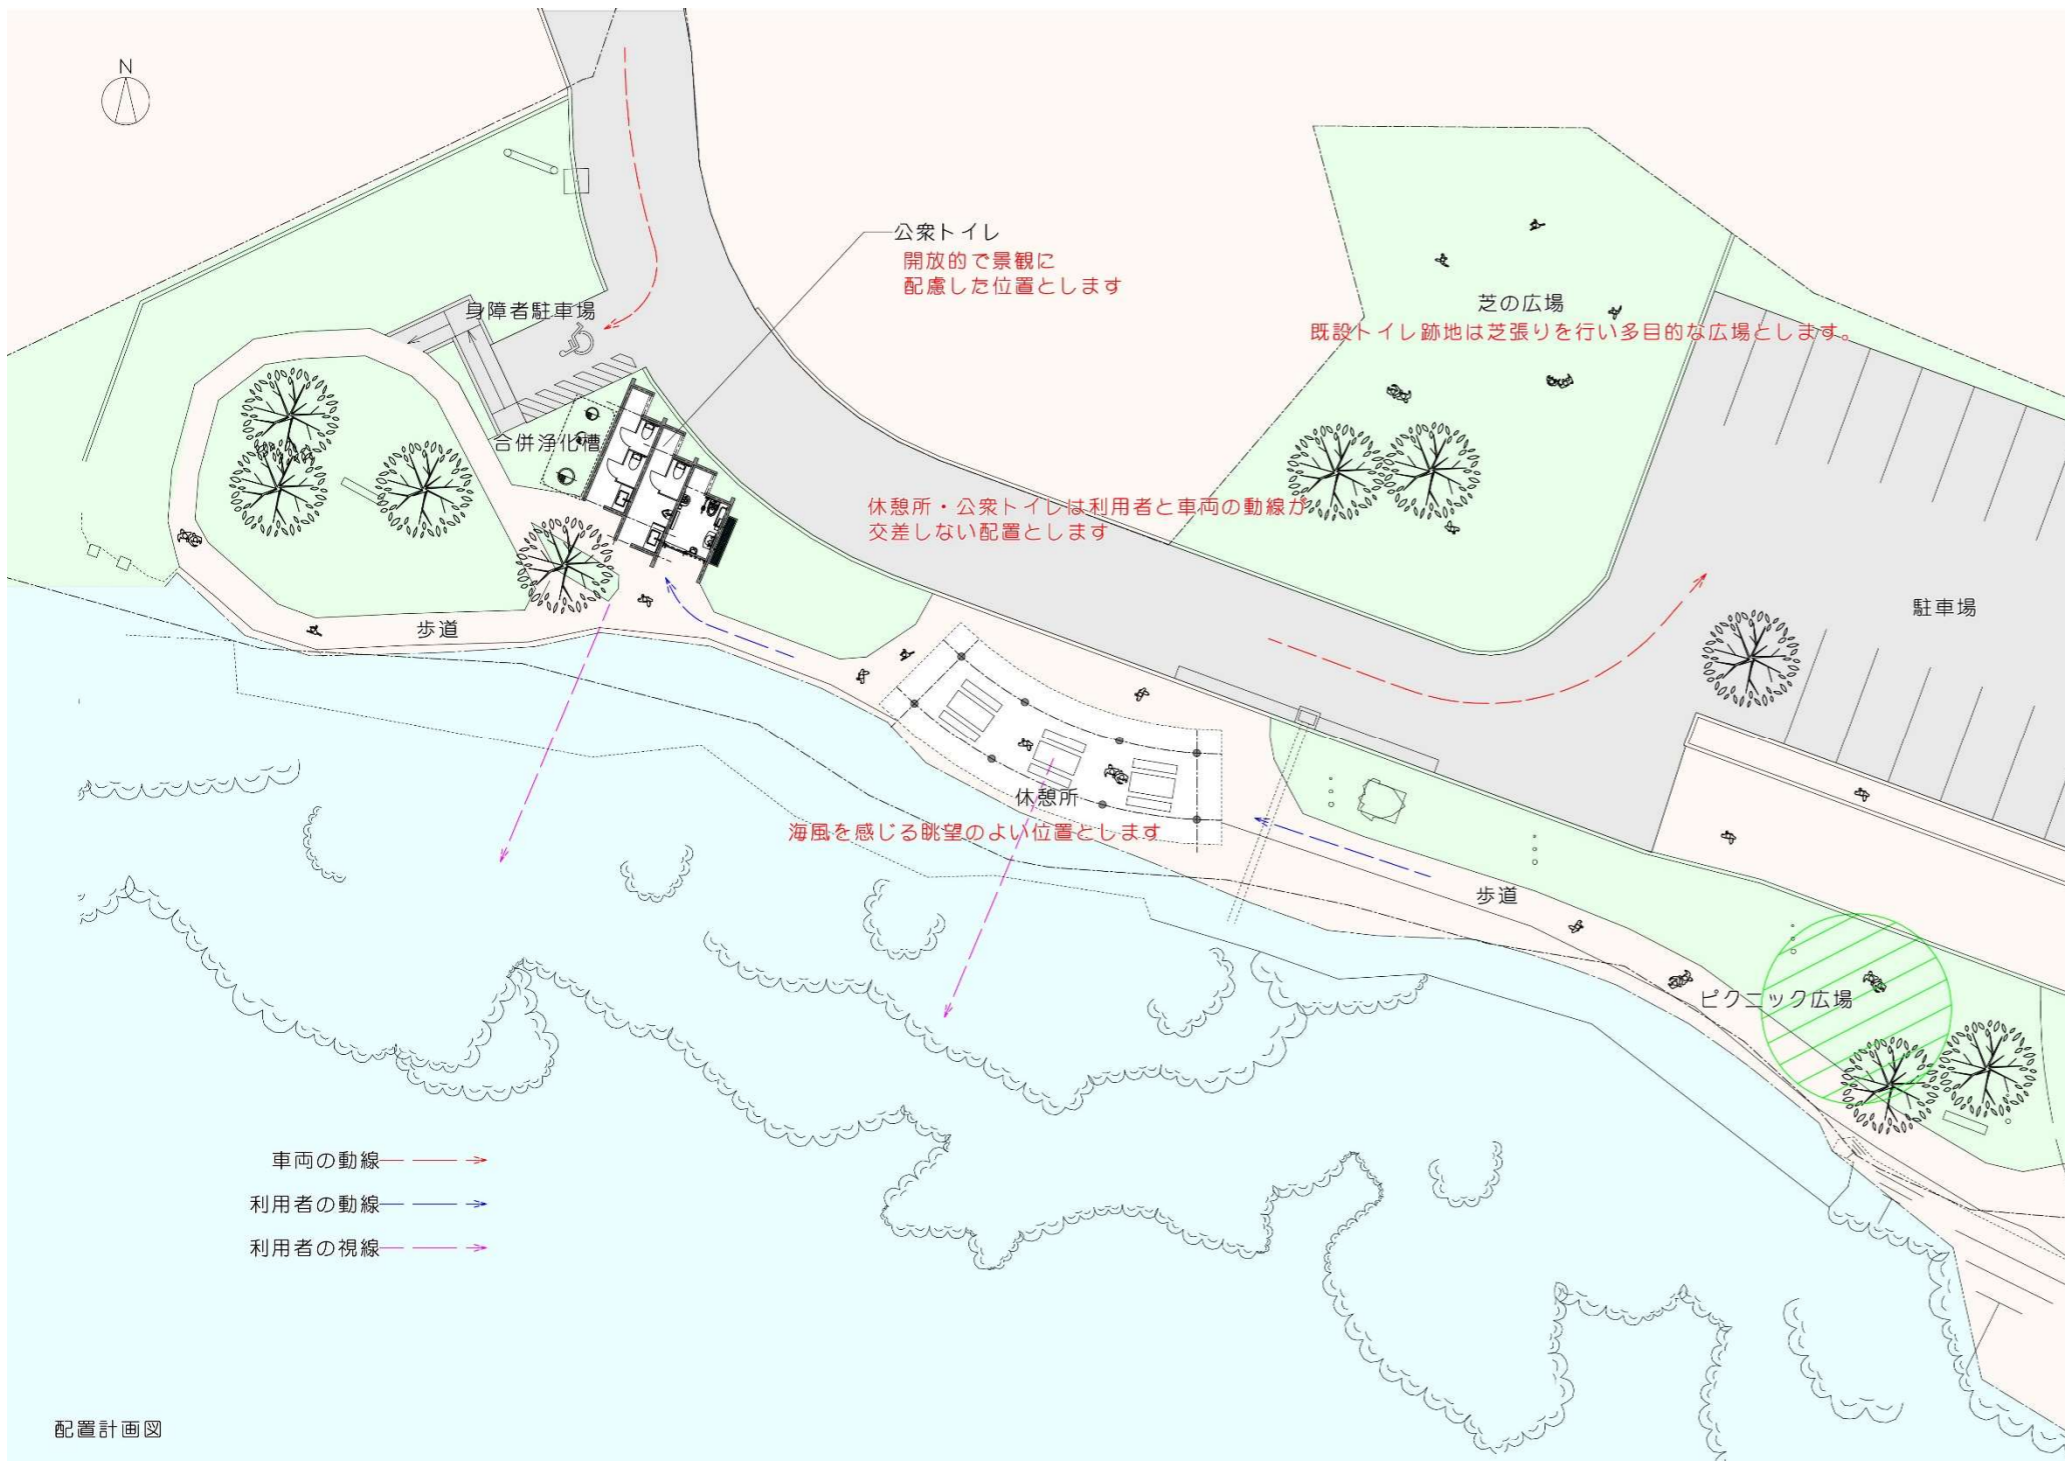 N
公衆トイレ
開放的で景観に
配慮した位置とします
身障者駐車場
芝の広場
既設トイレ跡地は芝張りを行い多目的な広場とします。
合併浄化槽
休憩所・公衆トイレは利用者と車両の動線が
交差しない配置とします
駐車場
歩道
休憩所
海風を感じる眺望のよい位置とします
歩道
ピクニック広場
車両の動線
利用者の動線
利用者の視線
配置計画図